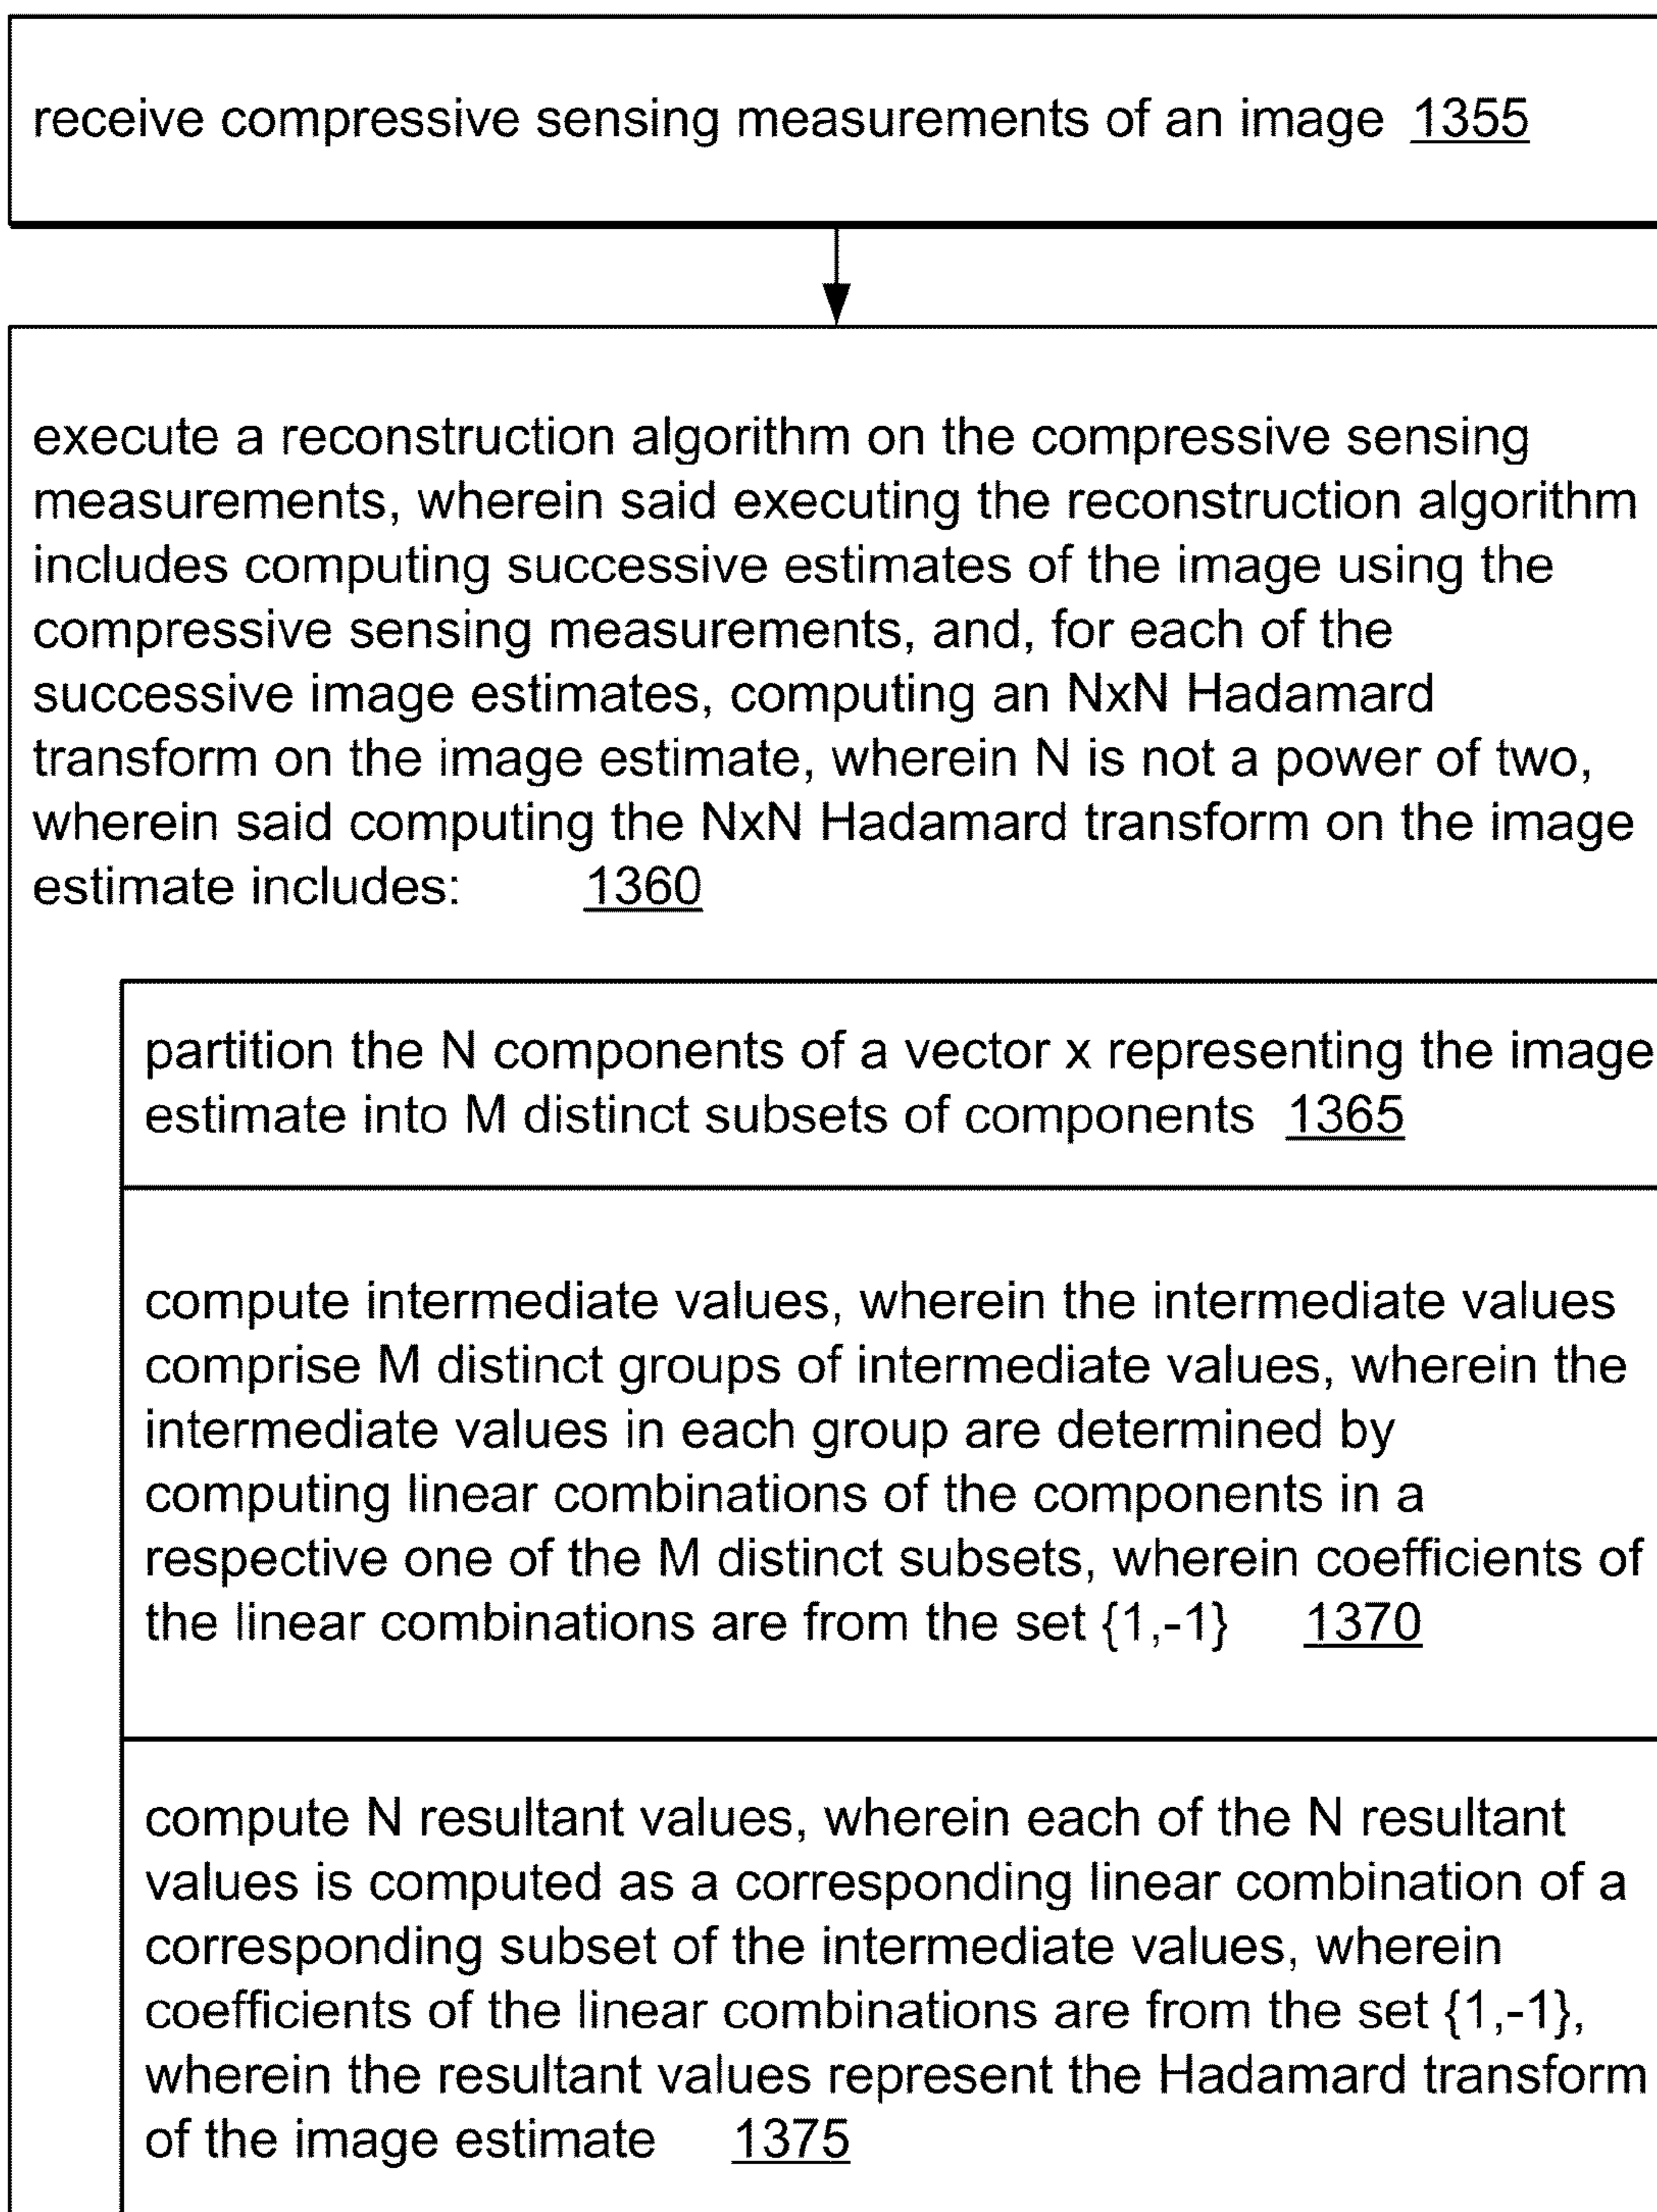 receive compressive sensing measurements of an image 1355
execute a reconstruction algorithm on the compressive sensing
measurements, wherein said executing the reconstruction algorithm
includes computing successive estimates of the image using the
compressive sensing measurements, and, for each of the
successive image estimates, computing an NxN Hadamard
transform on the image estimate, wherein N is not a power of two,
wherein said computing the NxN Hadamard transform on the image
estimate includes: 1360
partition the N components of a vector x representing the image
estimate into M distinct subsets of components 1365
compute intermediate values, wherein the intermediate values
comprise M distinct groups of intermediate values, wherein the
intermediate values in each group are determined by
computing linear combinations of the components in a
respective one of the M distinct subsets, wherein coefficients of
the linear combinations are from the set {1,-1} 1370
compute N resultant values, wherein each of the N resultant
values is computed as a corresponding linear combination of a
corresponding subset of the intermediate values, wherein
coefficients of the linear combinations are from the set {1,-1},
wherein the resultant values represent the Hadamard transform
of the image estimate 1375